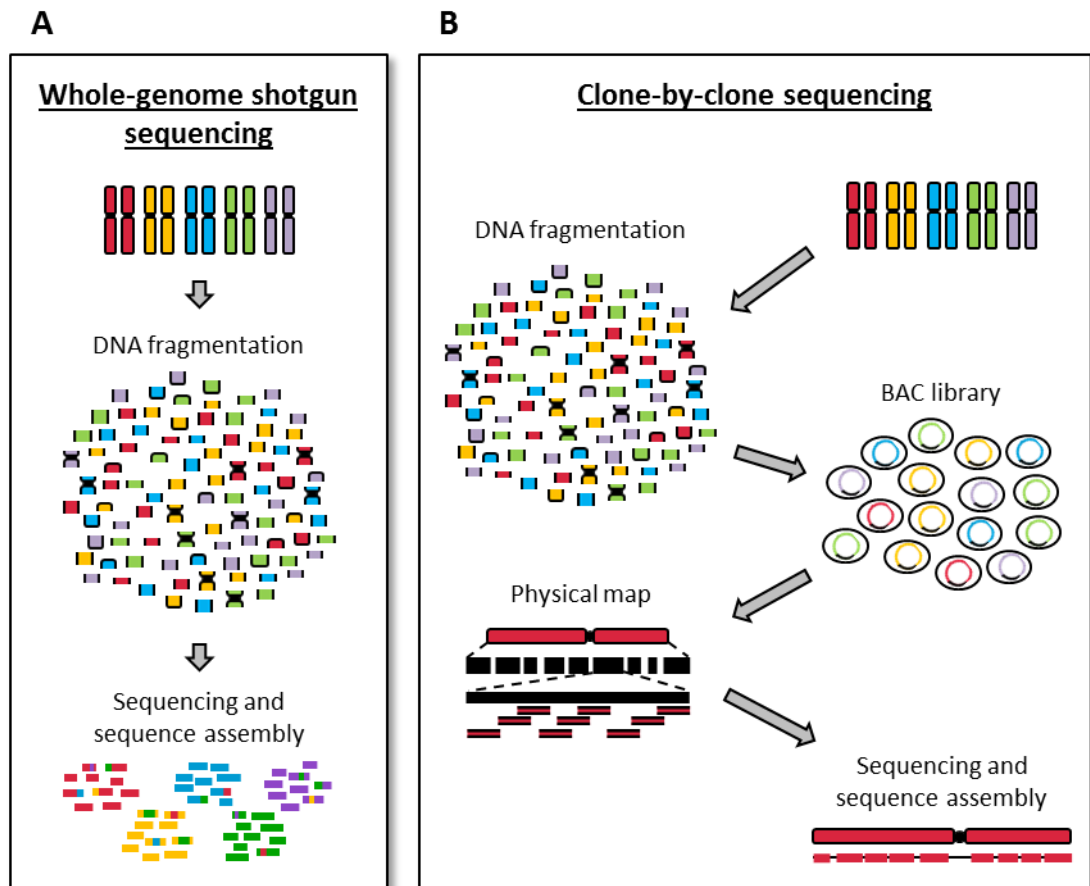 A
Whole-genome shotgun
sequencing
DNA fragmentation
Sequencing and
sequence assembly
B
Clone-by-clone sequencing
DNA fragmentation
BAC library
Physical map
Sequencing and
sequence assembly